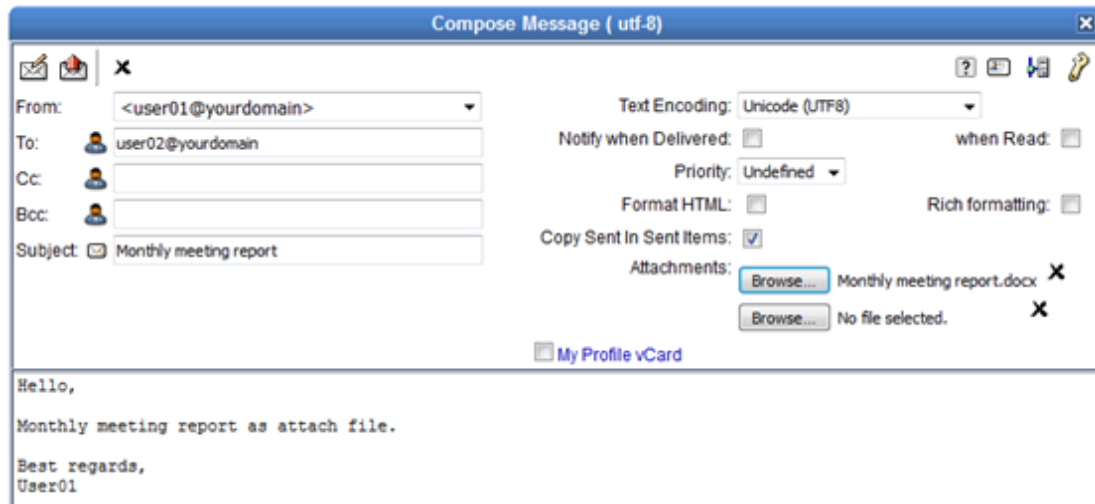 Compose Message ( utf-8)
From: <user01@yourdomain> Text Encoding: Unicode (UTF8)
To: user02@yourdomain Notify when Delivered: when Read:
Cc: Priority: Undefined
Bcc: Format HTML: Rich formatting:
Subject: Monthly meeting report Copy Sent In Sent Items:
Attachments: Browse... Monthly meeting report.docx
Browse... No file selected.
My Profile vCard
Hello,
Monthly meeting report as attach file.
Best regards,
User01